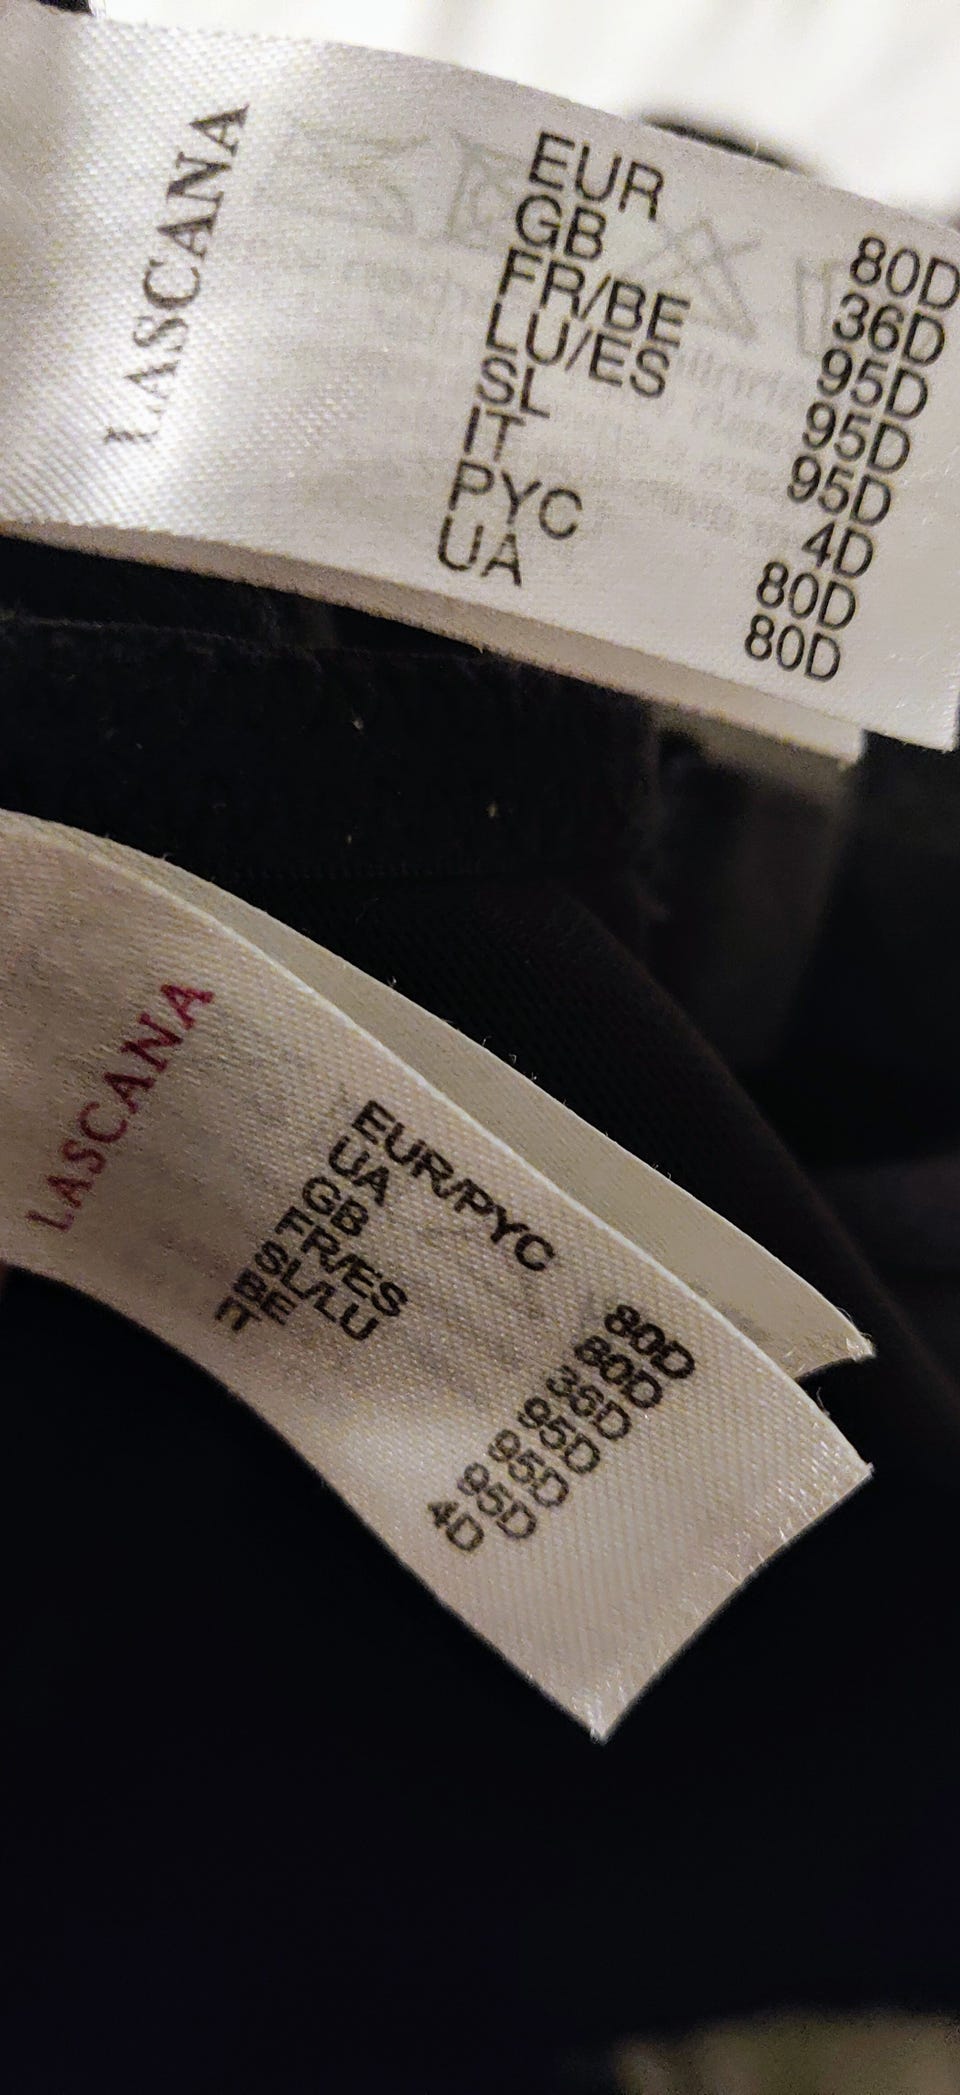 LASCANA
EUR 80D
GB 36D
FR/BE 95D
LU/ES 95D
SL 95D
IT 4D
PYC 80D
UA 80D
LASCANA
EUR/PYC 80D
UA 80D
GB 36D
FR/ES 95D
SL/LU 95D
BE 95D
IT 4D